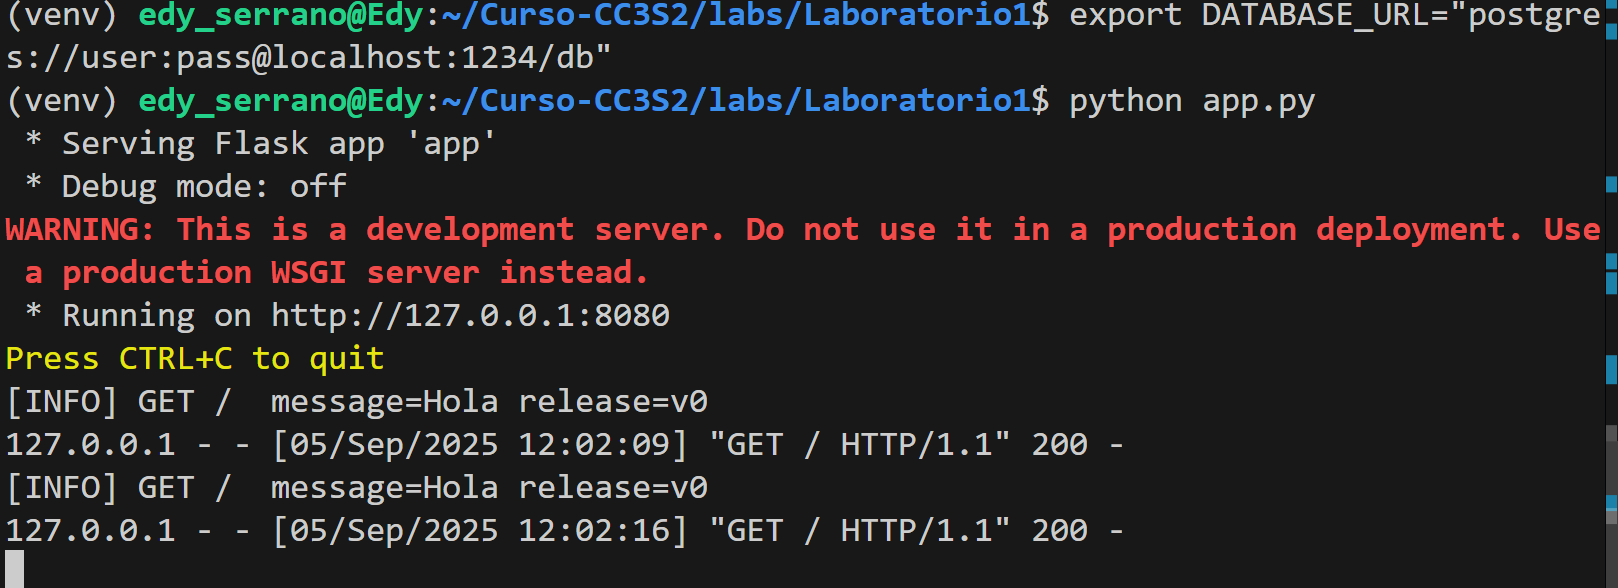 (venv) edy_serrano@Edy:~/Curso-CC3S2/labs/Laboratorio1$ export DATABASE_URL="postgre
s://user:pass@localhost:1234/db"
(venv) edy_serrano@Edy:~/Curso-CC3S2/labs/Laboratorio1$ python app.py
 * Serving Flask app 'app'
 * Debug mode: off
WARNING: This is a development server. Do not use it in a production deployment. Use
 a production WSGI server instead.
 * Running on http://127.0.0.1:8080
Press CTRL+C to quit
[INFO] GET /  message=Hola release=v0
127.0.0.1 - - [05/Sep/2025 12:02:09] "GET / HTTP/1.1" 200 -
[INFO] GET /  message=Hola release=v0
127.0.0.1 - - [05/Sep/2025 12:02:16] "GET / HTTP/1.1" 200 -